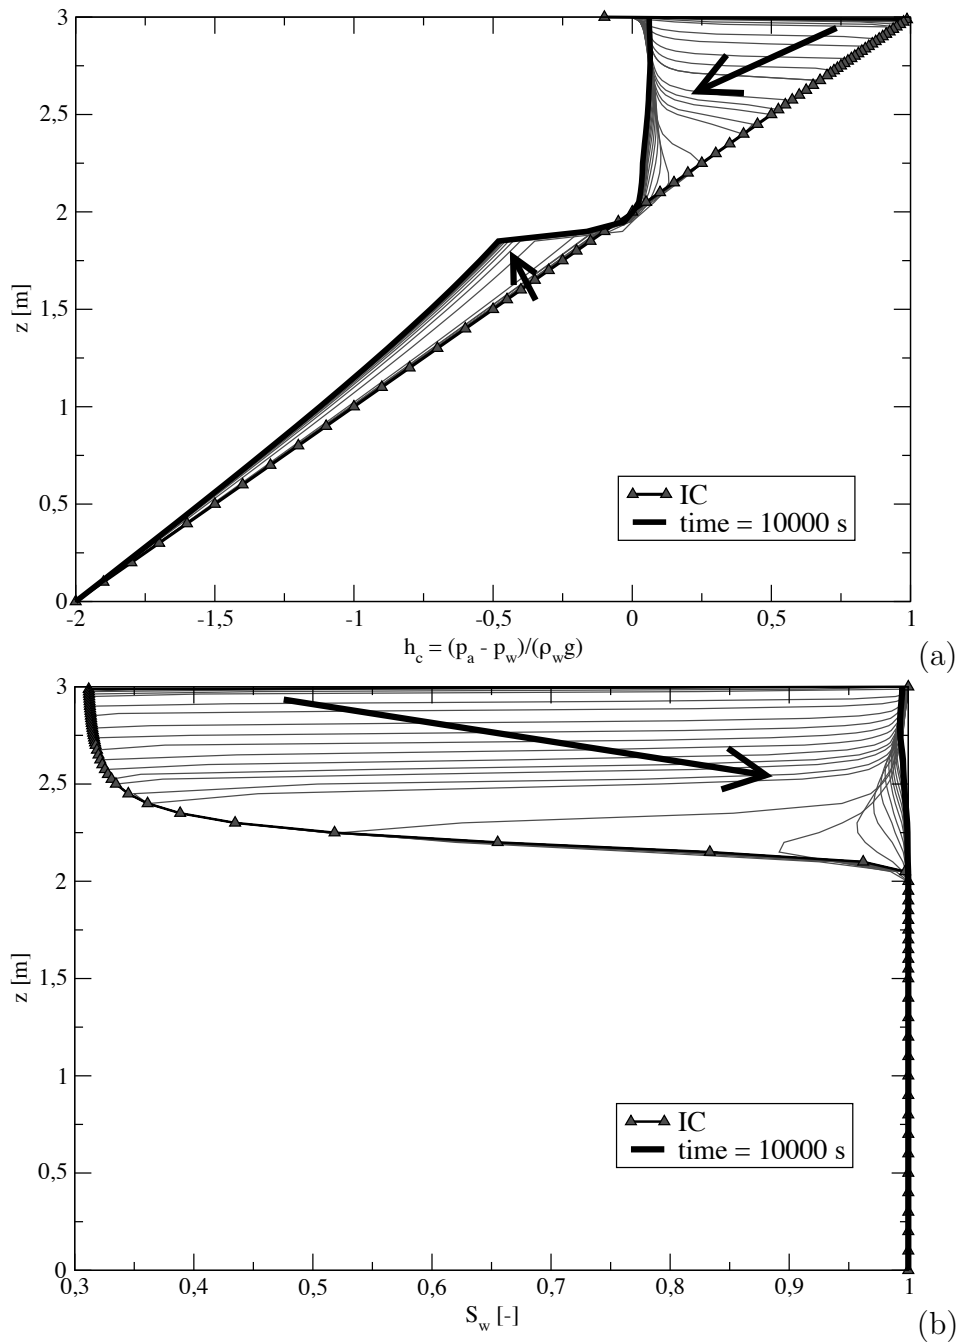 3
2,5
2
z [m]
1,5
1
0,5
0
IC
time = 10000 s
-2
-1,5
-1
-0,5
0
0,5
1
h_c = (p_a - p_w)/(ρ_w g)
(a)
3
2,5
2
z [m]
1,5
1
0,5
0
IC
time = 10000 s
0,3
0,4
0,5
0,6
0,7
0,8
0,9
1
S_w [-]
(b)